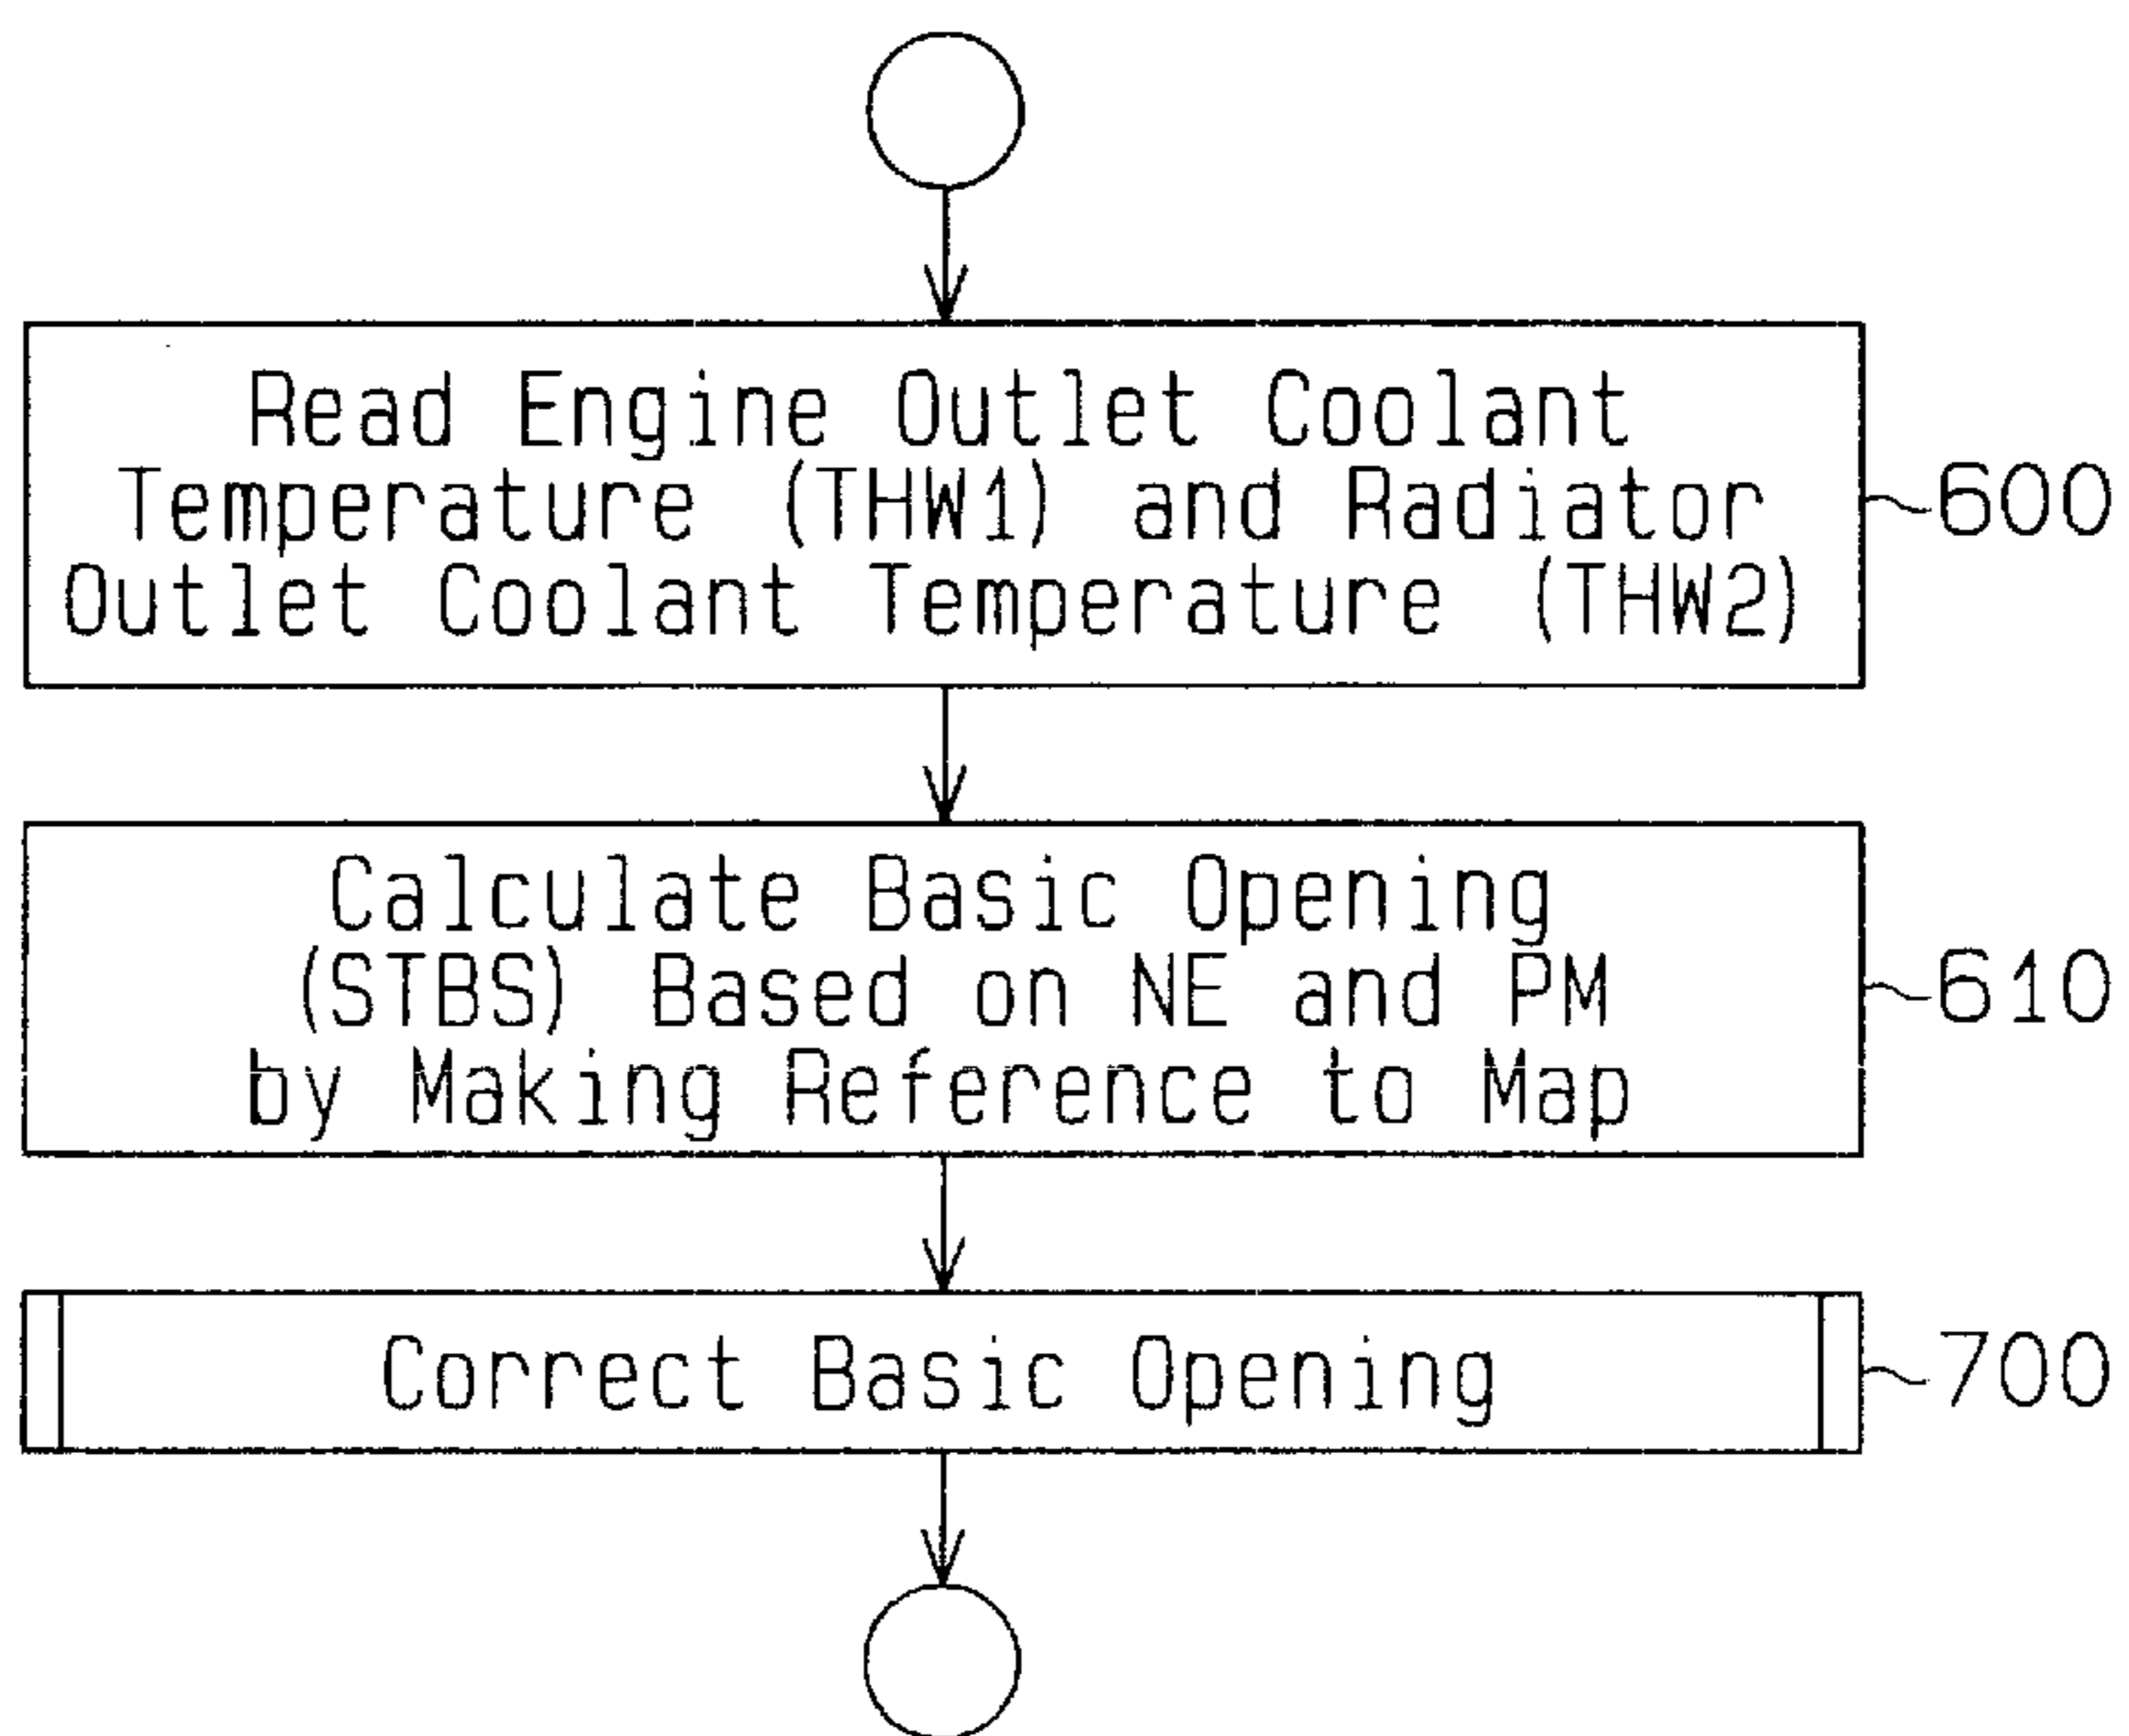 Read Engine Outlet Coolant
Temperature (THW1) and Radiator
Outlet Coolant Temperature (THW2)
600
Calculate Basic Opening
(STBS) Based on NE and PM
by Making Reference to Map
610
Correct Basic Opening
700